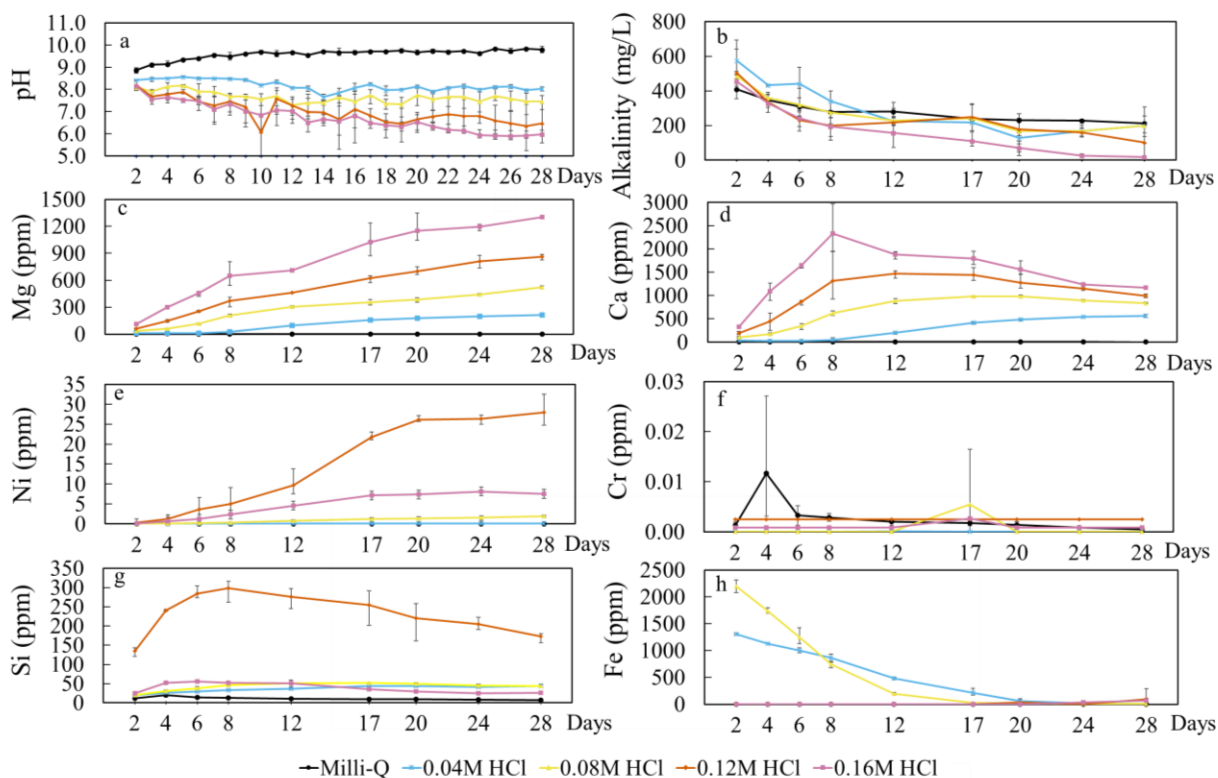 a
pH
11.0
10.0
9.0
8.0
7.0
6.0
5.0
2 4 6 8 10 12 14 16 18 20 22 24 26 28 Days
b
Alkalinity (mg/L)
800
600
400
200
0
2 4 6 8 12 17 20 24 28 Days
c
Mg (ppm)
1500
1200
900
600
300
0
2 4 6 8 12 17 20 24 28 Days
d
Ca (ppm)
3000
2500
2000
1500
1000
500
0
2 4 6 8 12 17 20 24 28 Days
e
Ni (ppm)
35
30
25
20
15
10
5
0
2 4 6 8 12 17 20 24 28 Days
f
Cr (ppm)
0.03
0.02
0.01
0.00
2 4 6 8 12 17 20 24 28 Days
g
Si (ppm)
350
300
250
200
150
100
50
0
2 4 6 8 12 17 20 24 28 Days
h
Fe (ppm)
2500
2000
1500
1000
500
0
2 4 6 8 12 17 20 24 28 Days
Milli-Q 0.04M HCl 0.08M HCl 0.12M HCl 0.16M HCl